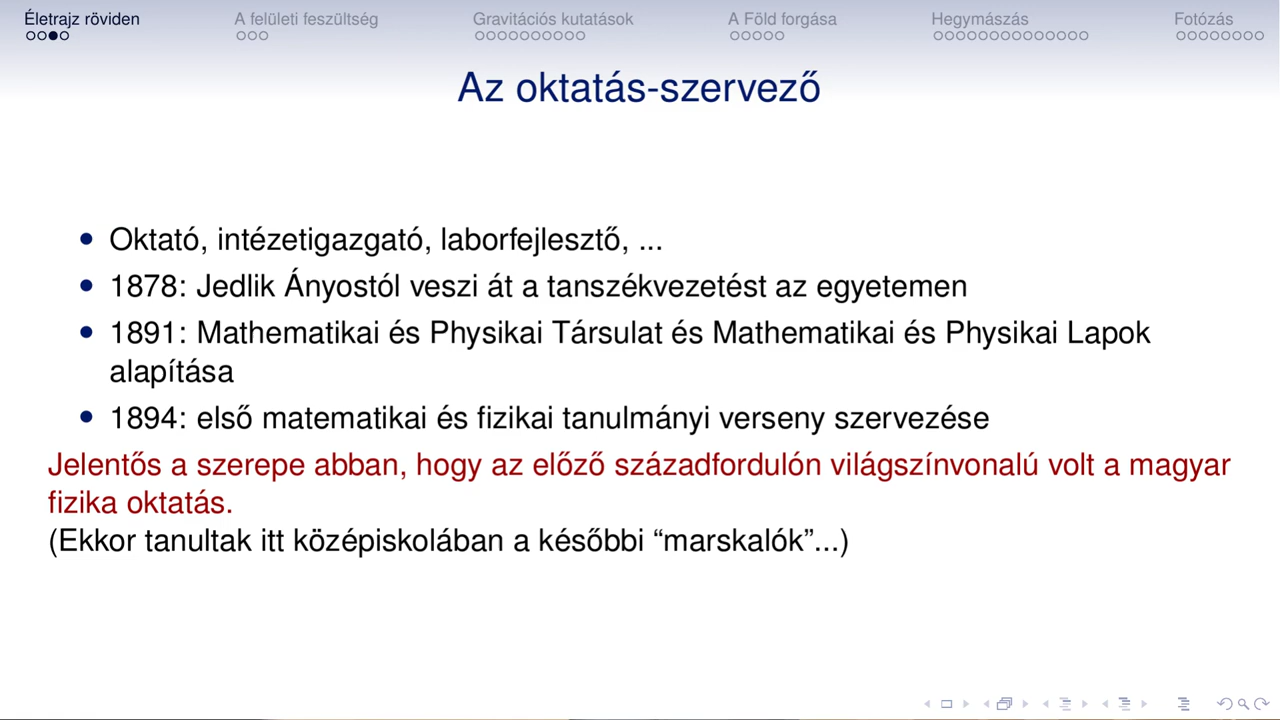 Életrajz röviden
A felületi feszültség
Gravitációs kutatások
A Föld forgása
Hegymászás
Fotózás
Az oktatás-szervező
Oktató, intézetigazgató, laborfejlesztő, ...
1878: Jedlik Ányostól veszi át a tanszékvezetést az egyetemen
1891: Mathematikai és Physikai Társulat és Mathematikai és Physikai Lapok
alapítása
1894: első matematikai és fizikai tanulmányi verseny szervezése
Jelentős a szerepe abban, hogy az előző századfordulón világszínvonalú volt a magyar
fizika oktatás.
(Ekkor tanultak itt középiskolában a későbbi “marskalók”...)